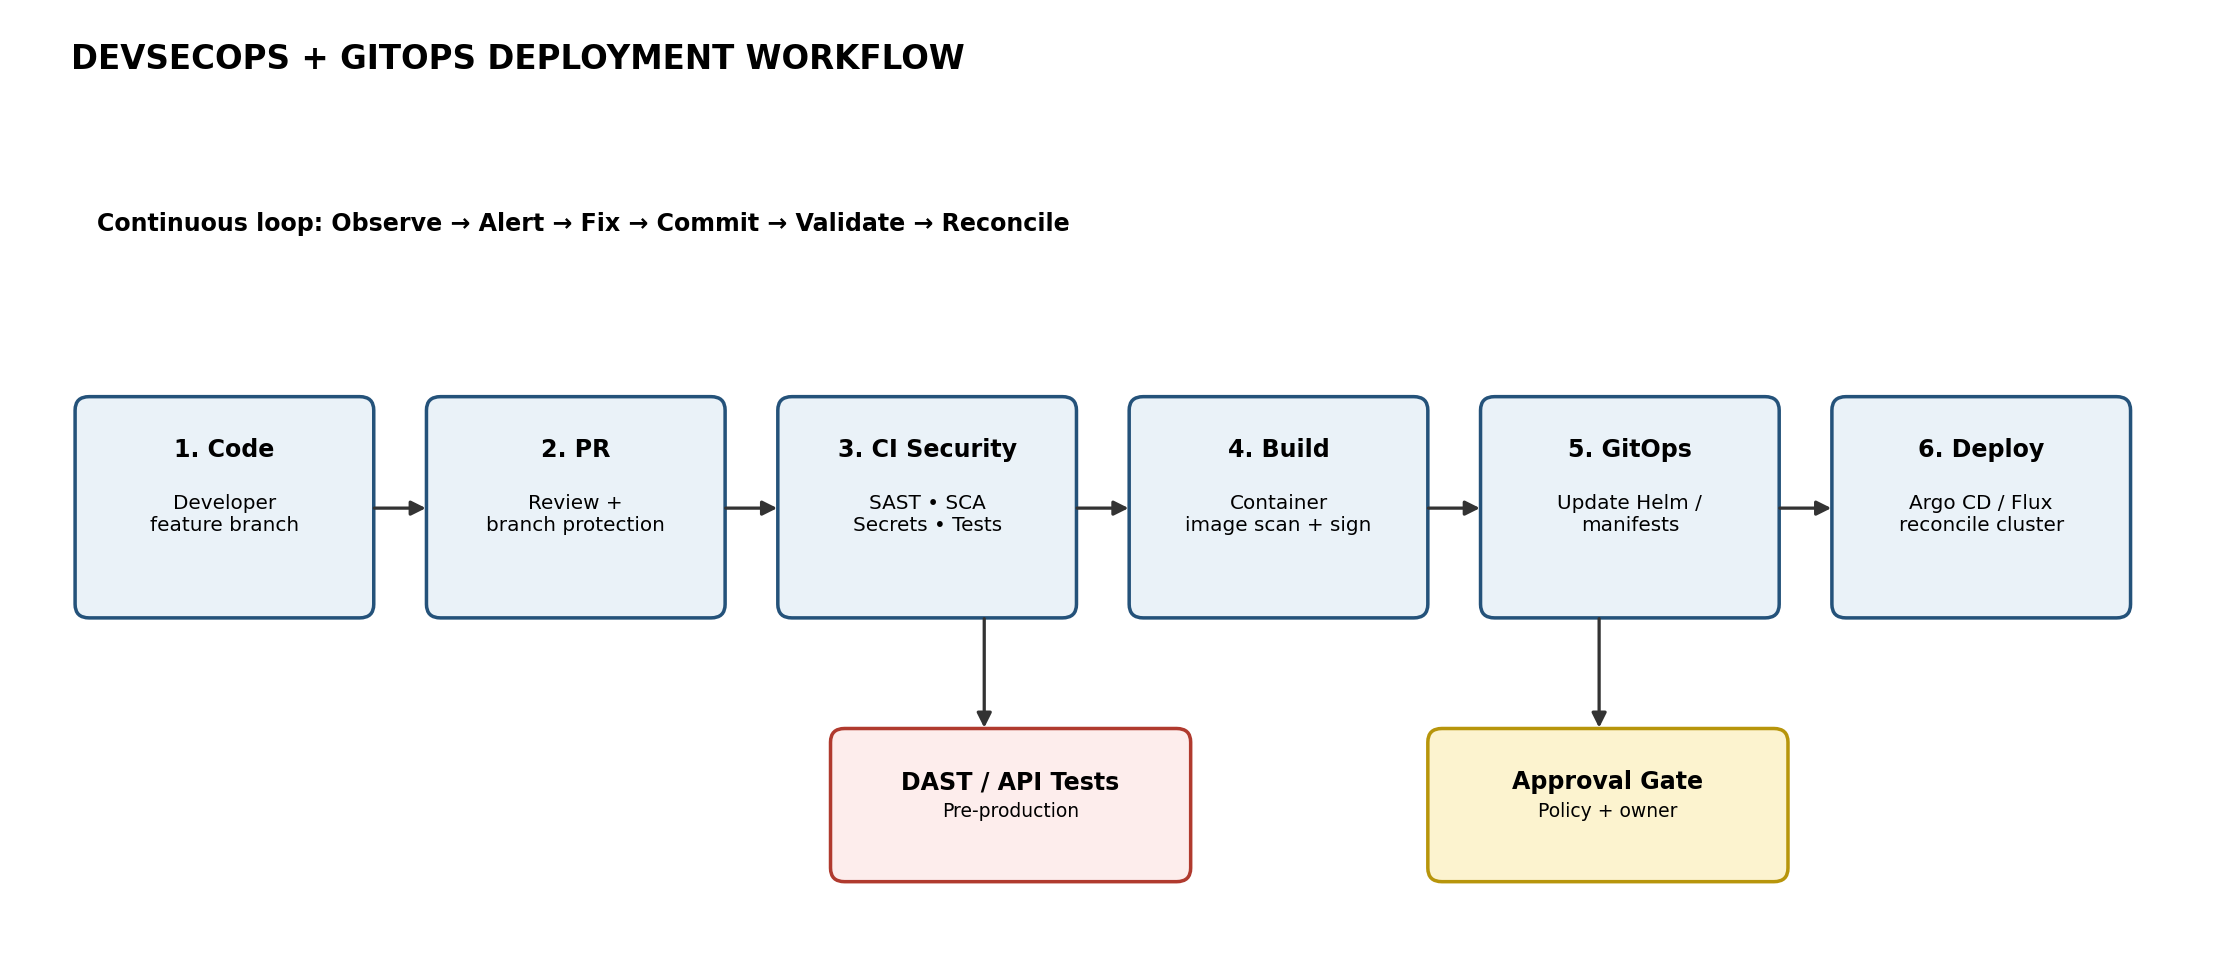 DEVSECOPS + GITOPS DEPLOYMENT WORKFLOW
Continuous loop: Observe → Alert → Fix → Commit → Validate → Reconcile
1. Code
Developer
feature branch
2. PR
Review +
branch protection
3. CI Security
SAST • SCA
Secrets • Tests
4. Build
Container
image scan + sign
5. GitOps
Update Helm /
manifests
6. Deploy
Argo CD / Flux
reconcile cluster
DAST / API Tests
Pre-production
Approval Gate
Policy + owner